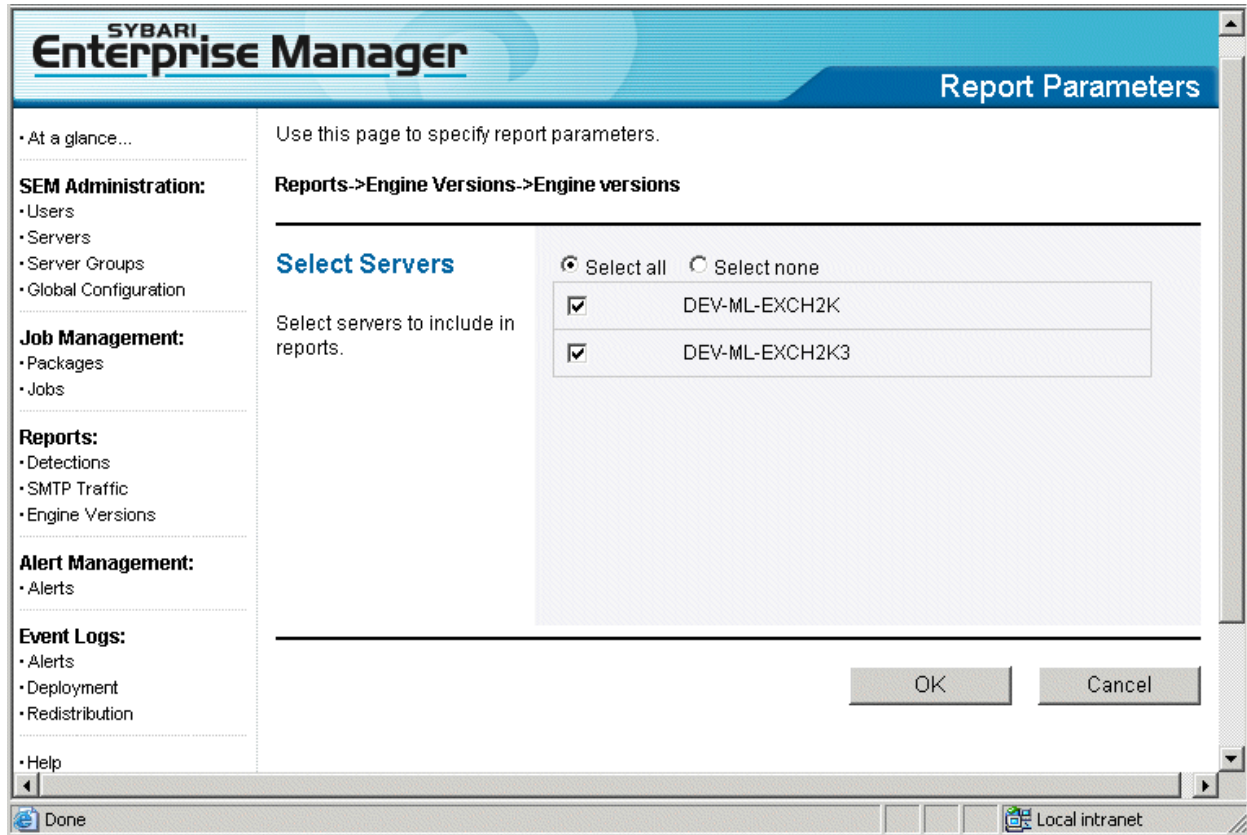 SYBARI
Enterprise Manager
Report Parameters
• At a glance...
SEM Administration:
• Users
• Servers
• Server Groups
• Global Configuration
Job Management:
• Packages
• Jobs
Reports:
• Detections
• SMTP Traffic
• Engine Versions
Alert Management:
• Alerts
Event Logs:
• Alerts
• Deployment
• Redistribution
• Help
Use this page to specify report parameters.
Reports->Engine Versions->Engine versions
Select Servers
Select servers to include in
reports.
Select all Select none
DEV-ML-EXCH2K
DEV-ML-EXCH2K3
OK Cancel
Done Local intranet